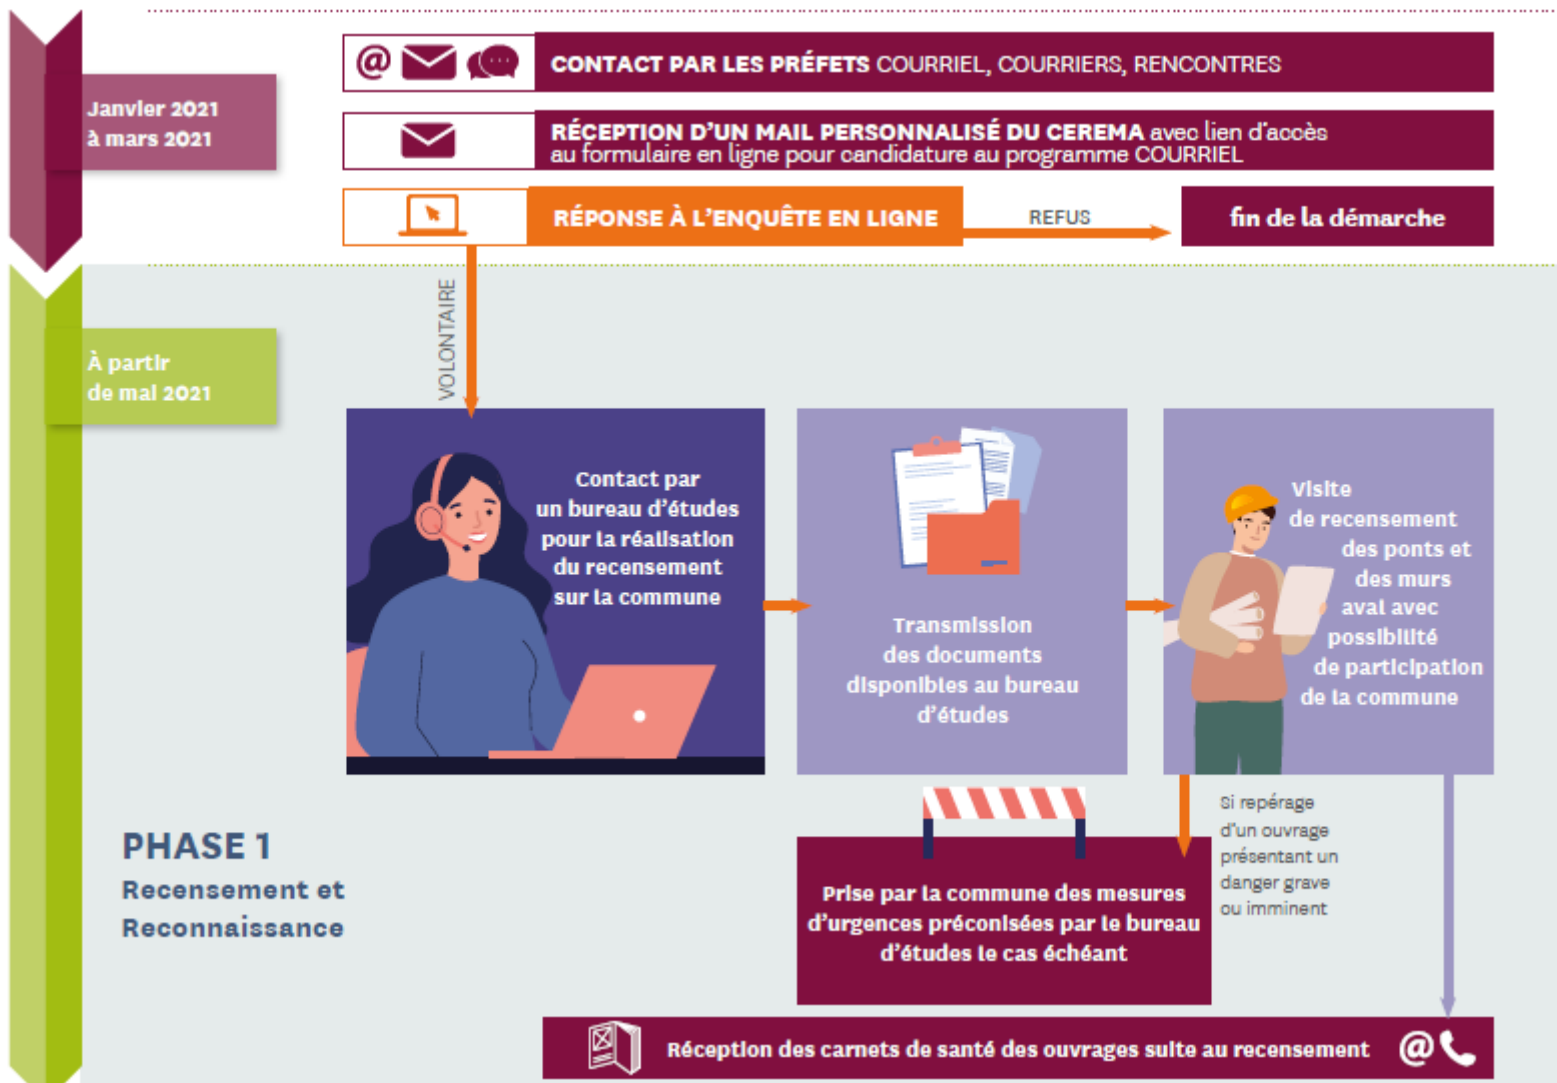 Janvier 2021
à mars 2021
@
CONTACT PAR LES PRÉFETS COURRIEL, COURRIERS, RENCONTRES
RÉCEPTION D'UN MAIL PERSONNALISÉ DU CEREMA avec lien d'accès
au formulaire en ligne pour candidature au programme COURRIEL
RÉPONSE À L'ENQUÊTE EN LIGNE
REFUS
fin de la démarche
VOLONTAIRE
À partir
de mai 2021
Contact par
un bureau d'études
pour la réalisation
du recensement
sur la commune
Transmission
des documents
disponibles au bureau
d'études
Visite
de recensement
des ponts et
des murs
aval avec
possibilité
de participation
de la commune
PHASE 1
Recensement et
Reconnaissance
Si repérage
d'un ouvrage
présentant un
danger grave
ou imminent
Prise par la commune des mesures
d'urgences préconisées par le bureau
d'études le cas échéant
Réception des carnets de santé des ouvrages suite au recensement
@